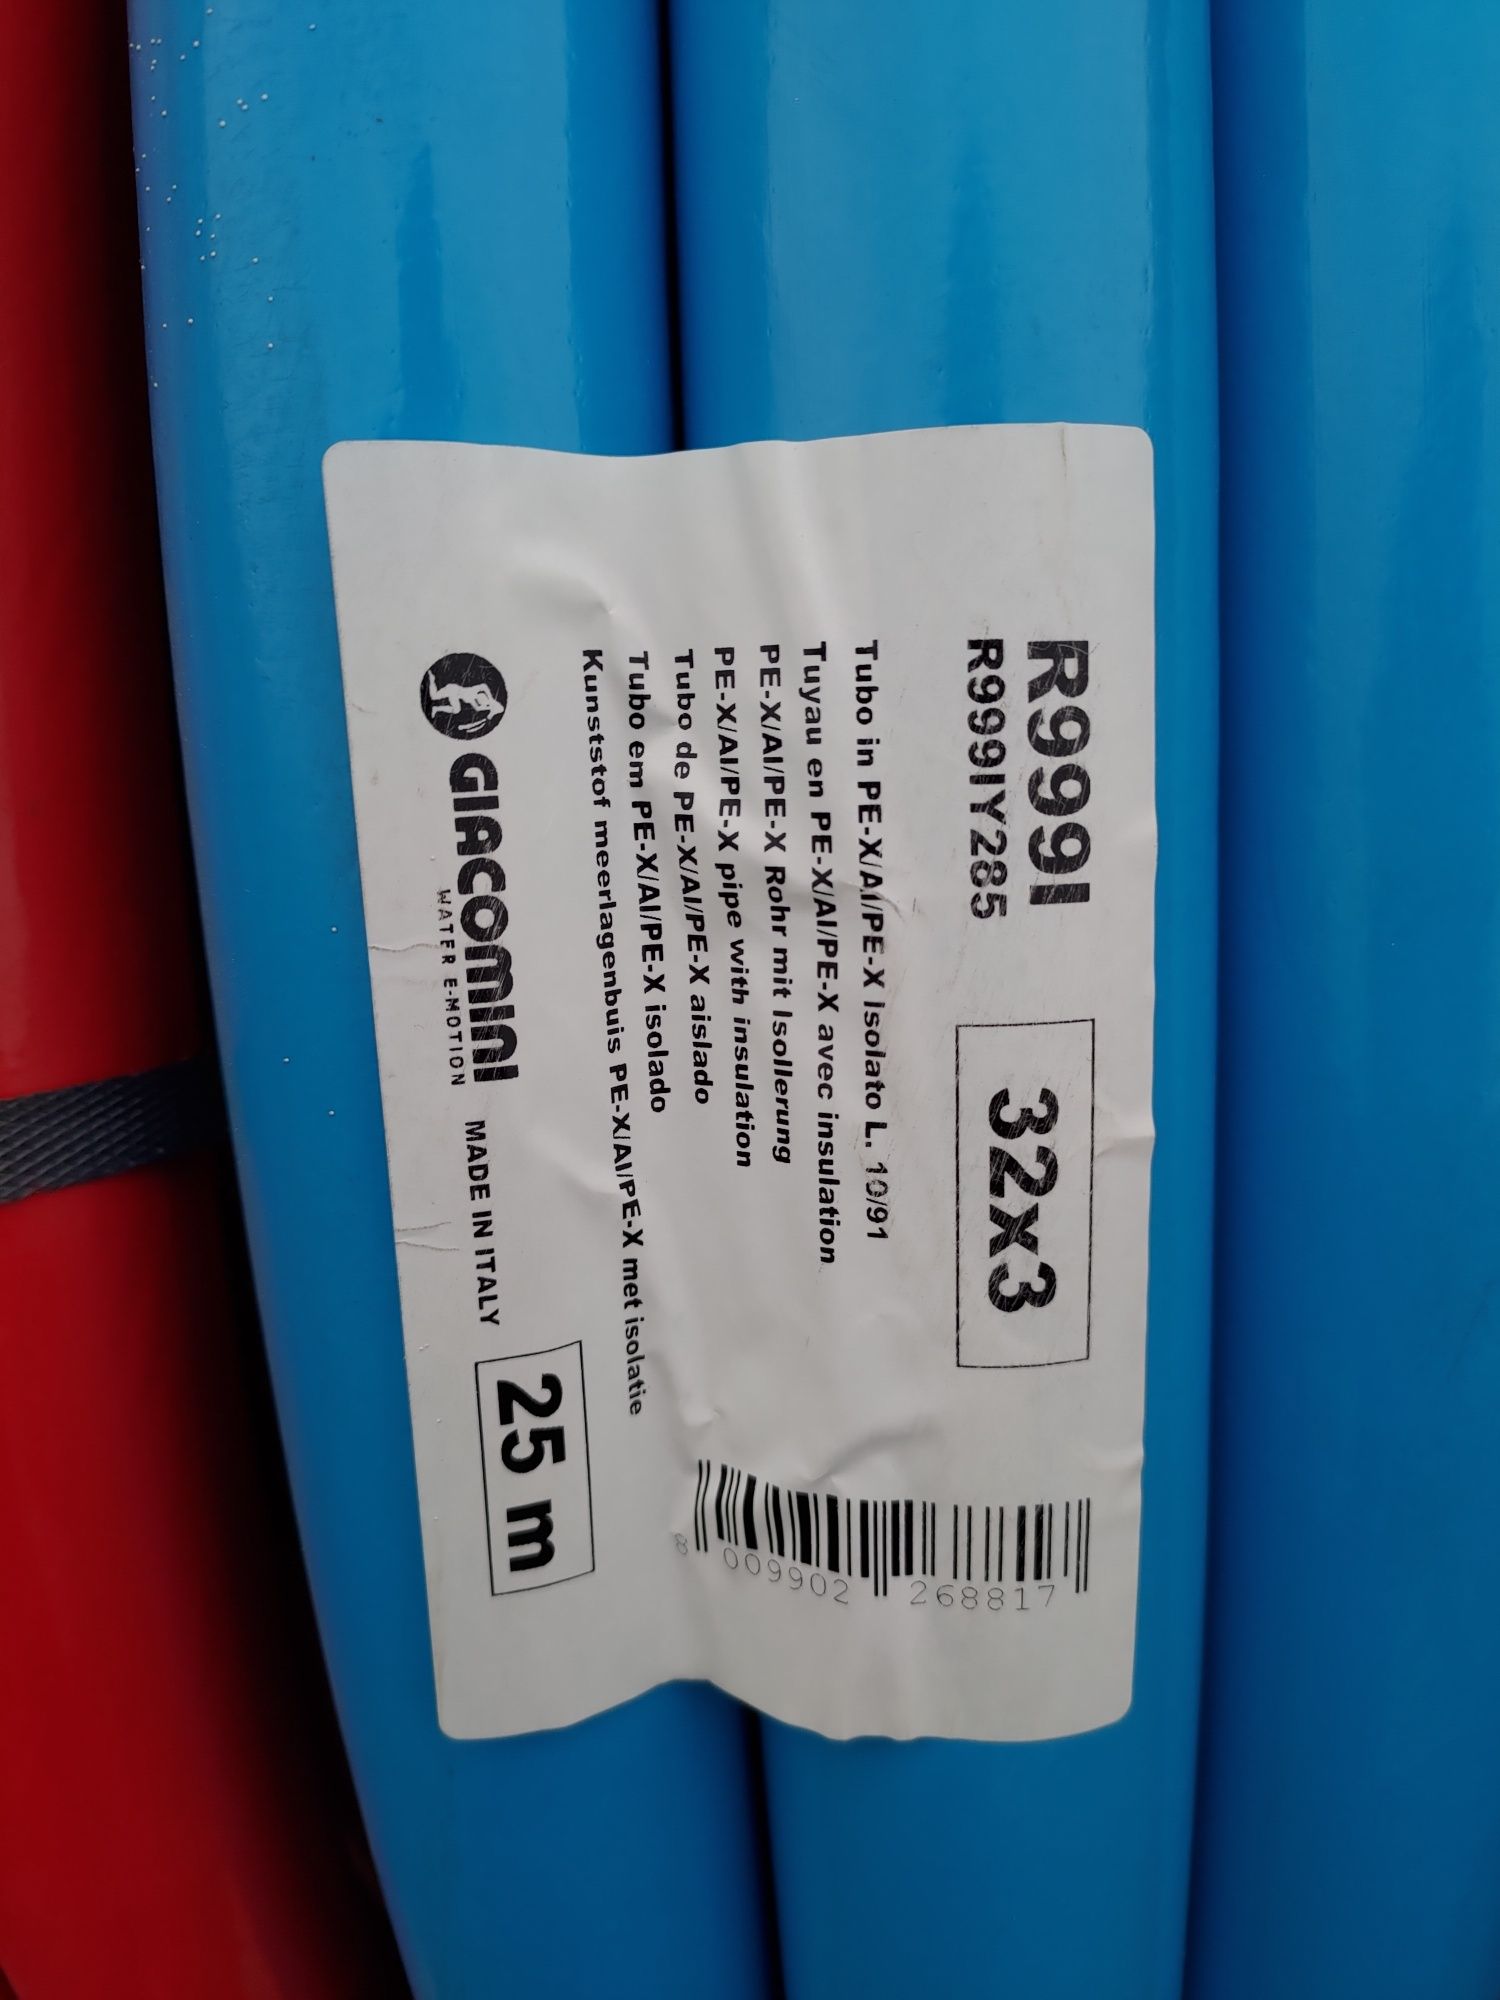 R999I
R999IY285
32x3
Tubo in PE-X/Al/PE-X isolato L. 10/91
Tuyau en PE-X/Al/PE-X avec insulation
PE-X/Al/PE-X Rohr mit Isollerung
PE-X/Al/PE-X pipe with insulation
Tubo de PE-X/Al/PE-X aislado
Tubo em PE-X/Al/PE-X isolado
Kunststof meerlagenbuis PE-X/Al/PE-X met isolatie
8 009902 268817
GIACOMINI
WATER E-MOTION
MADE IN ITALY
25 m